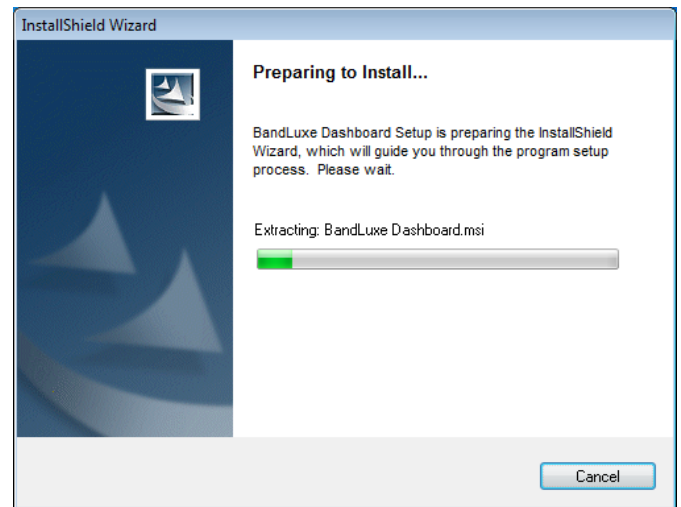 InstallShield Wizard
Preparing to Install...
BandLuxe Dashboard Setup is preparing the InstallShield
Wizard, which will guide you through the program setup
process. Please wait.
Extracting: BandLuxe Dashboard.msi
Cancel